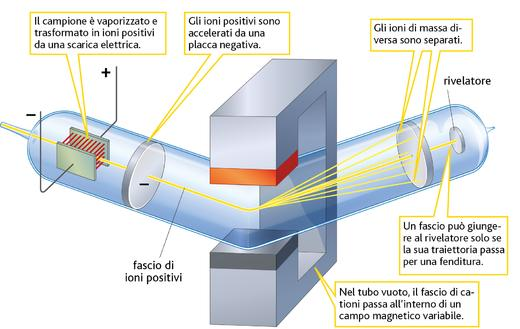 Il campione è vaporizzato e
trasformato in ioni positivi
da una scarica elettrica.
Gli ioni positivi sono
accelerati da una
placca negativa.
Gli ioni di massa di-
versa sono separati.
rivelatore
+
–
–
fascio di
ioni positivi
Un fascio può giunge-
re al rivelatore solo se
la sua traiettoria passa
per una fenditura.
Nel tubo vuoto, il fascio di ca-
tioni passa all'interno di un
campo magnetico variabile.